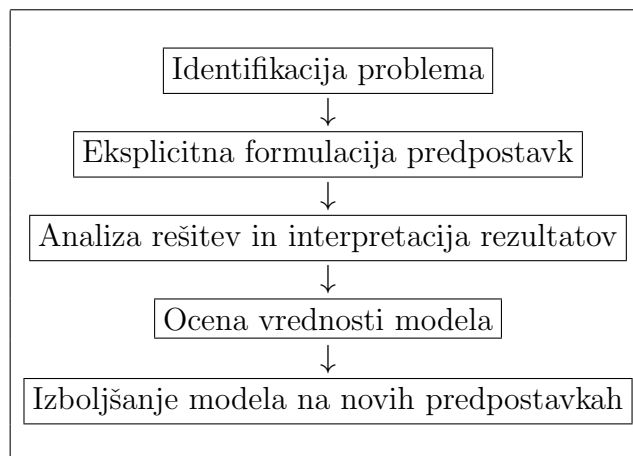 Identifikacija problema
↓
Eksplicitna formulacija predpostavk
↓
Analiza rešitev in interpretacija rezultatov
↓
Ocena vrednosti modela
↓
Izboljšanje modela na novih predpostavkah